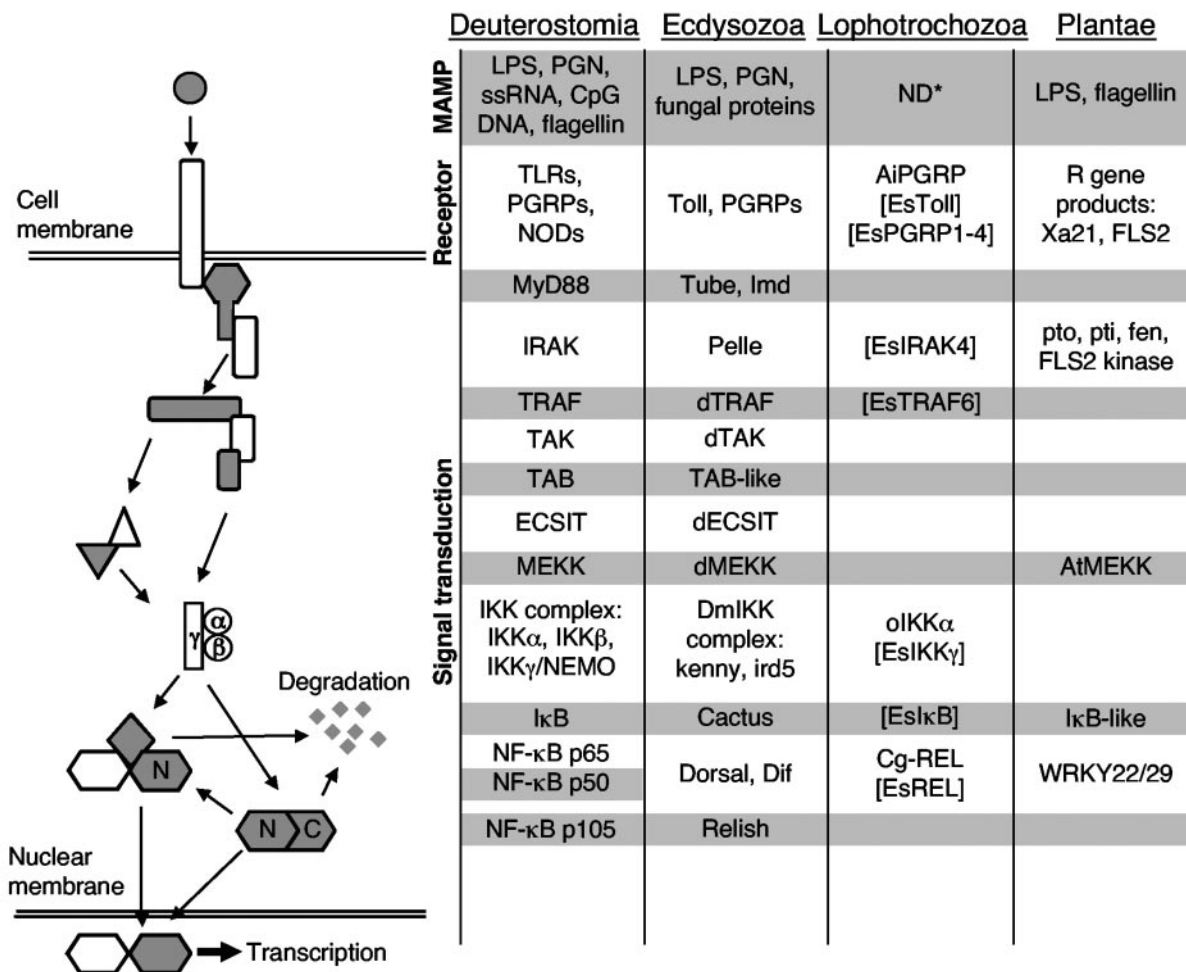 Deuterostomia Ecdysozoa Lophotrochozoa Plantae
MAMP
LPS, PGN,
ssRNA, CpG
DNA, flagellin
LPS, PGN,
fungal proteins
ND*
LPS, flagellin
Receptor
TLRs,
PGRPs,
NODs
Toll, PGRPs
AiPGRP
[EsToll]
[EsPGRP1-4]
R gene
products:
Xa21, FLS2
Signal transduction
MyD88
Tube, Imd
IRAK
Pelle
[EsIRAK4]
pto, pti, fen,
FLS2 kinase
TRAF
dTRAF
[EsTRAF6]
TAK
dTAK
TAB
TAB-like
ECSIT
dECSIT
MEKK
dMEKK
AtMEKK
IKK complex:
IKKα, IKKβ,
IKKγ/NEMO
DmIKK
complex:
kenny, ird5
oIKKα
[EsIKKγ]
IκB
Cactus
[EsIκB]
IκB-like
NF-κB p65
NF-κB p50
Dorsal, Dif
Cg-REL
[EsREL]
WRKY22/29
NF-κB p105
Relish
Cell
membrane
γ
α
β
Degradation
N
N C
Nuclear
membrane
Transcription